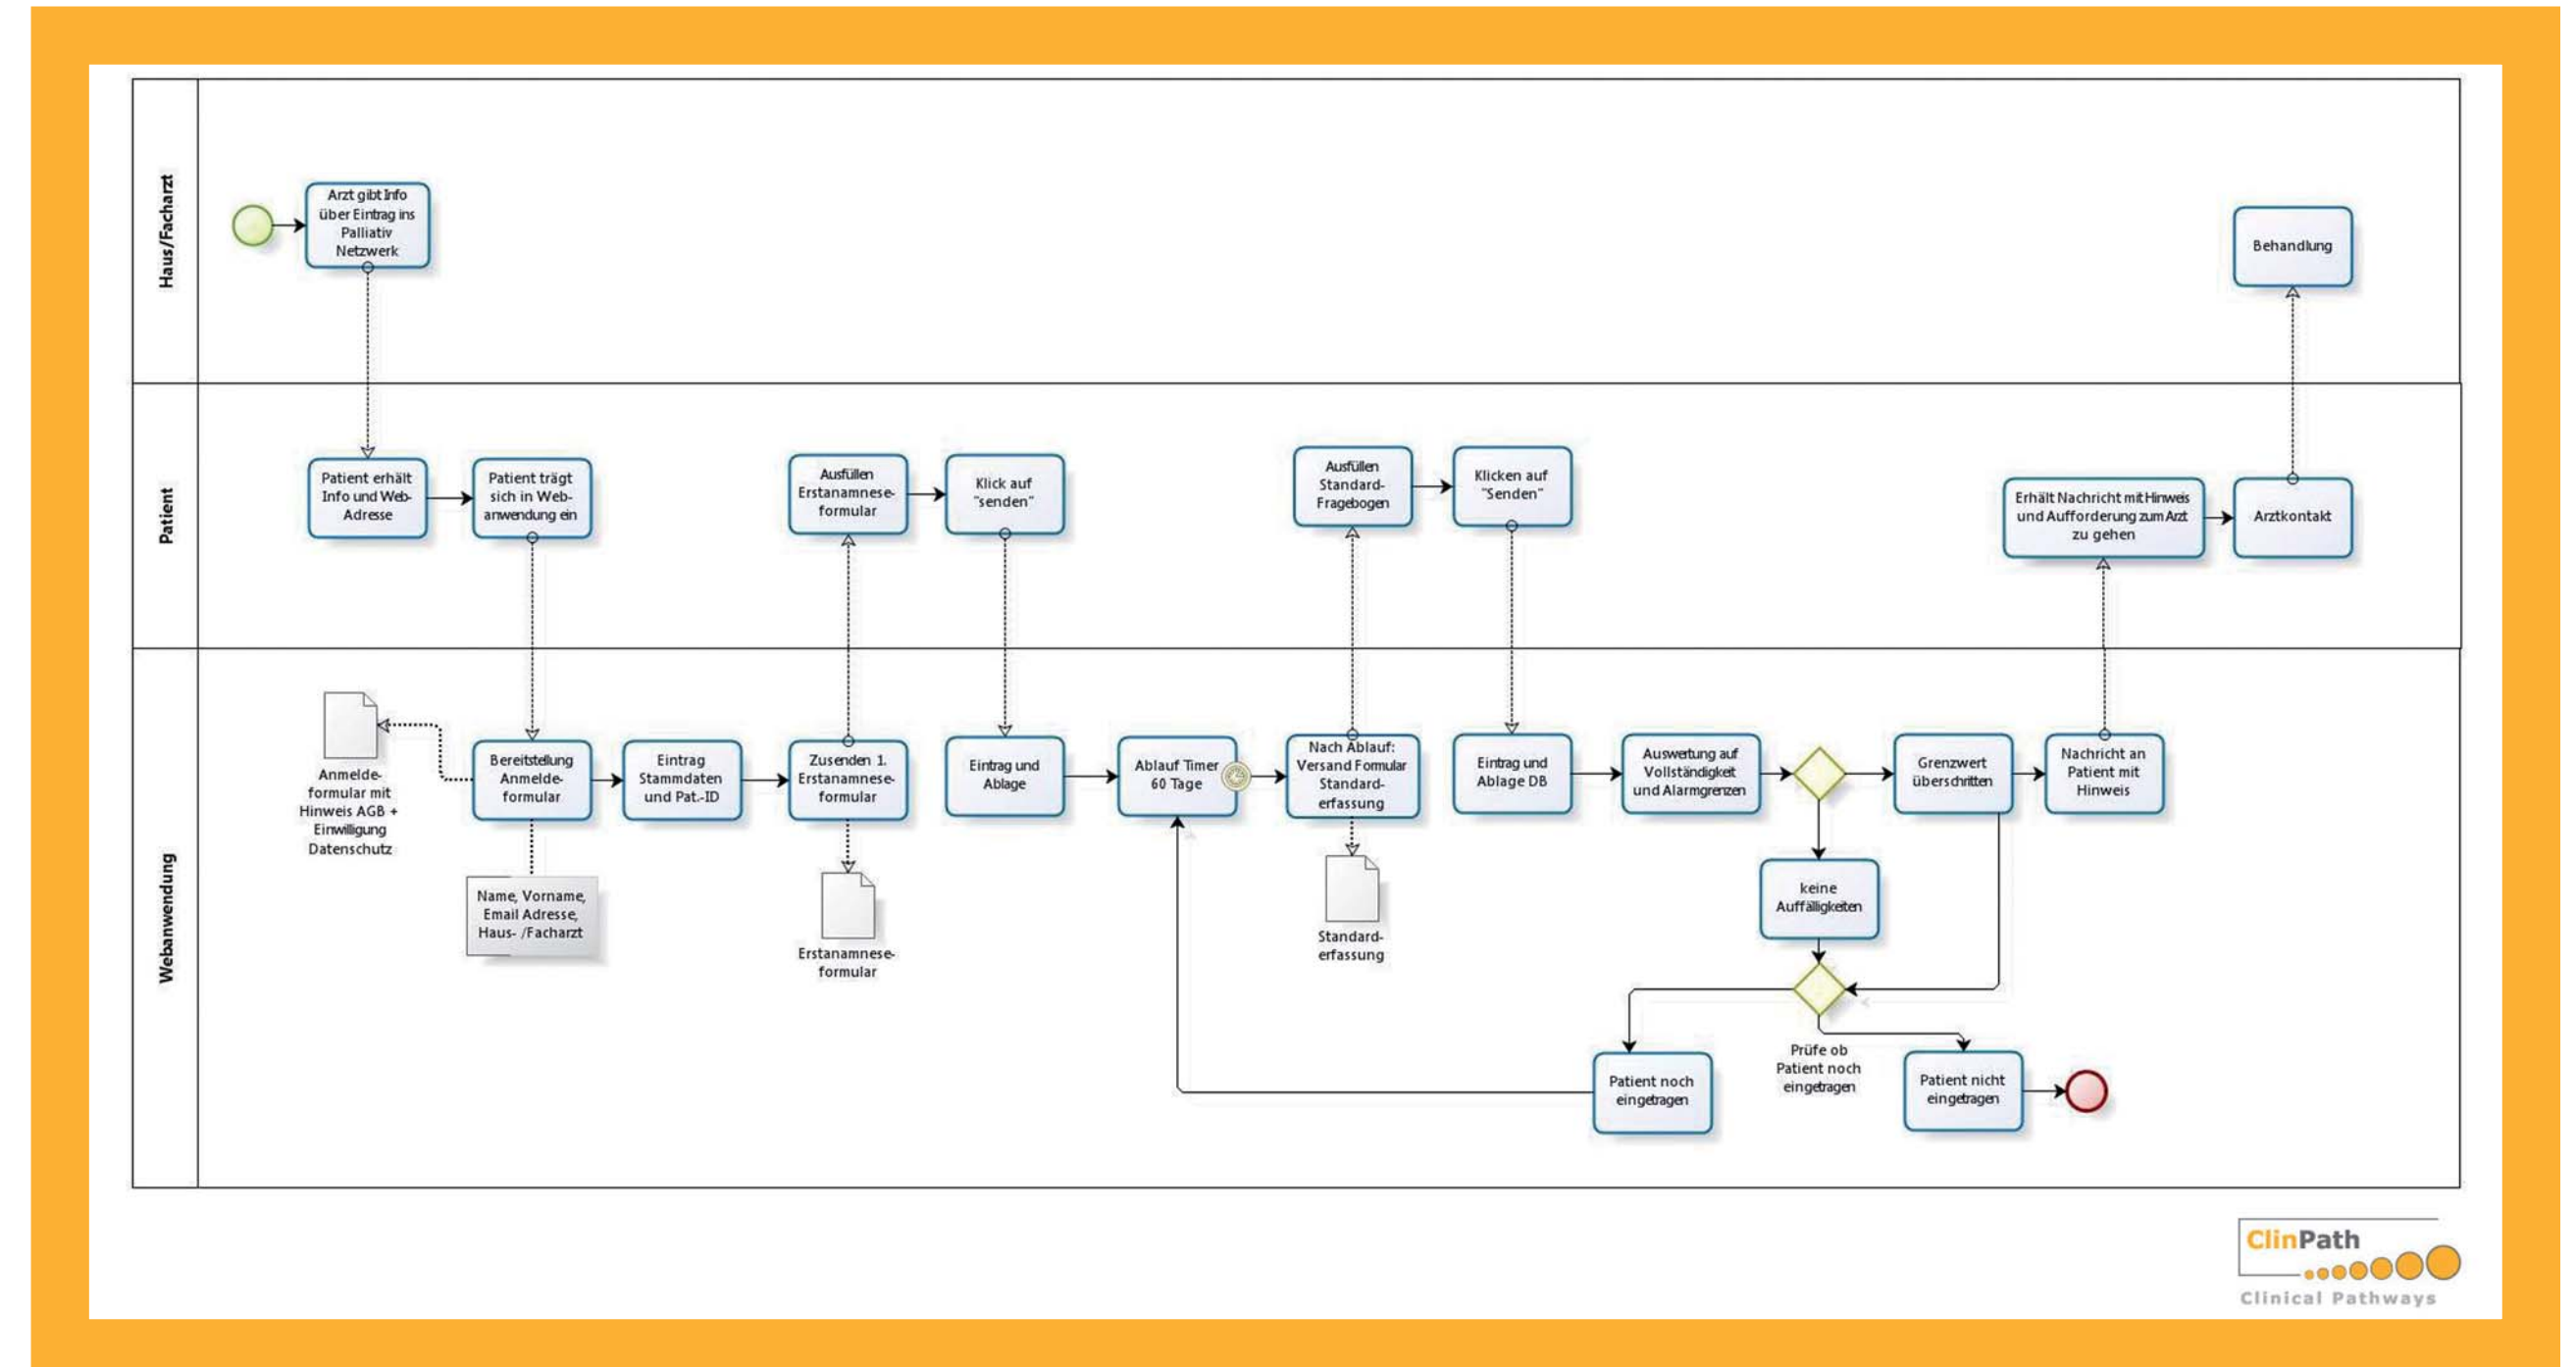 Haus/Facharzt
Arzt gibt Info
über Eintrag ins
Palliativ
Netzwerk
Behandlung
Patient
Patient erhält
Info und Web-
Adresse
Patient trägt
sich in Web-
anwendung ein
Ausfüllen
Erstanamnese-
formular
Klick auf
"senden"
Ausfüllen
Standard-
Fragebogen
Klicken auf
"Senden"
Erhält Nachricht mit Hinweis
und Aufforderung zum Arzt
zu gehen
Arztkontakt
Webanwendung
Anmelde-
formular mit
Hinweis AGB +
Einwilligung
Datenschutz
Bereitstellung
Anmelde-
formular
Name, Vorname,
Email Adresse,
Haus- /Facharzt
Eintrag
Stammdaten
und Pat.-ID
Zusenden 1.
Erstanamnese-
formular
Erstanamnese-
formular
Eintrag und
Ablage
Ablauf Timer
60 Tage
Nach Ablauf:
Versand Formular
Standard-
erfassung
Standard-
erfassung
Eintrag und
Ablage DB
Auswertung auf
Vollständigkeit
und Alarmgrenzen
Grenzwert
überschritten
Nachricht an
Patient mit
Hinweis
keine
Auffälligkeiten
Patient noch
eingetragen
Prüfe ob
Patient noch
eingetragen
Patient nicht
eingetragen
ClinPath
Clinical Pathways